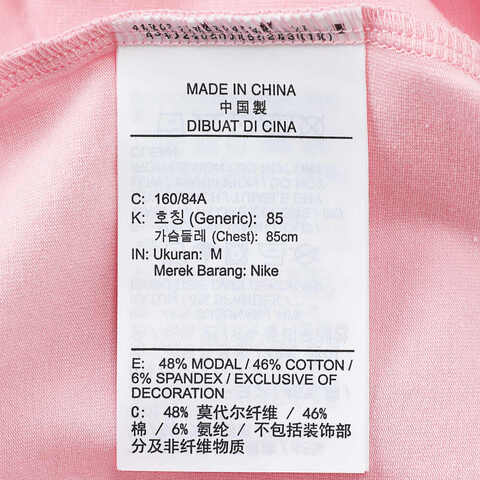 MADE IN CHINA
中国製
DIBUAT DI CINA
C: 160/84A
K: 호칭 (Generic): 85
가슴둘레 (Chest): 85cm
IN: Ukuran: M
Merek Barang: Nike
E: 48% MODAL / 46% COTTON /
6% SPANDEX / EXCLUSIVE OF
DECORATION
C: 48% 莫代尔纤维 / 46%
棉 / 6% 氨纶 / 不包括装饰部
分及非纤维物质